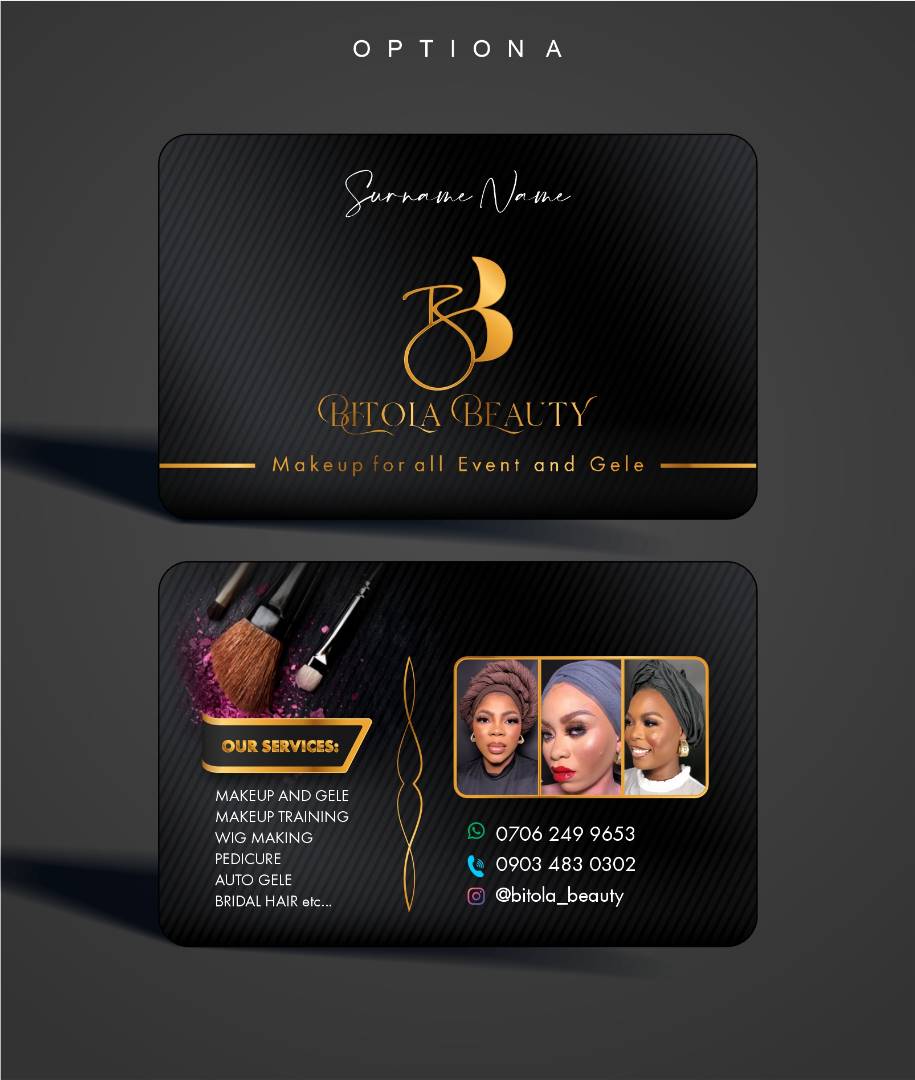 OPTION A
Surname Name
BITOLA BEAUTY
Makeup for all Event and Gele
OUR SERVICES:
MAKEUP AND GELE
MAKEUP TRAINING
WIG MAKING
PEDICURE
AUTO GELE
BRIDAL HAIR etc...
0706 249 9653
0903 483 0302
@bitola_beauty